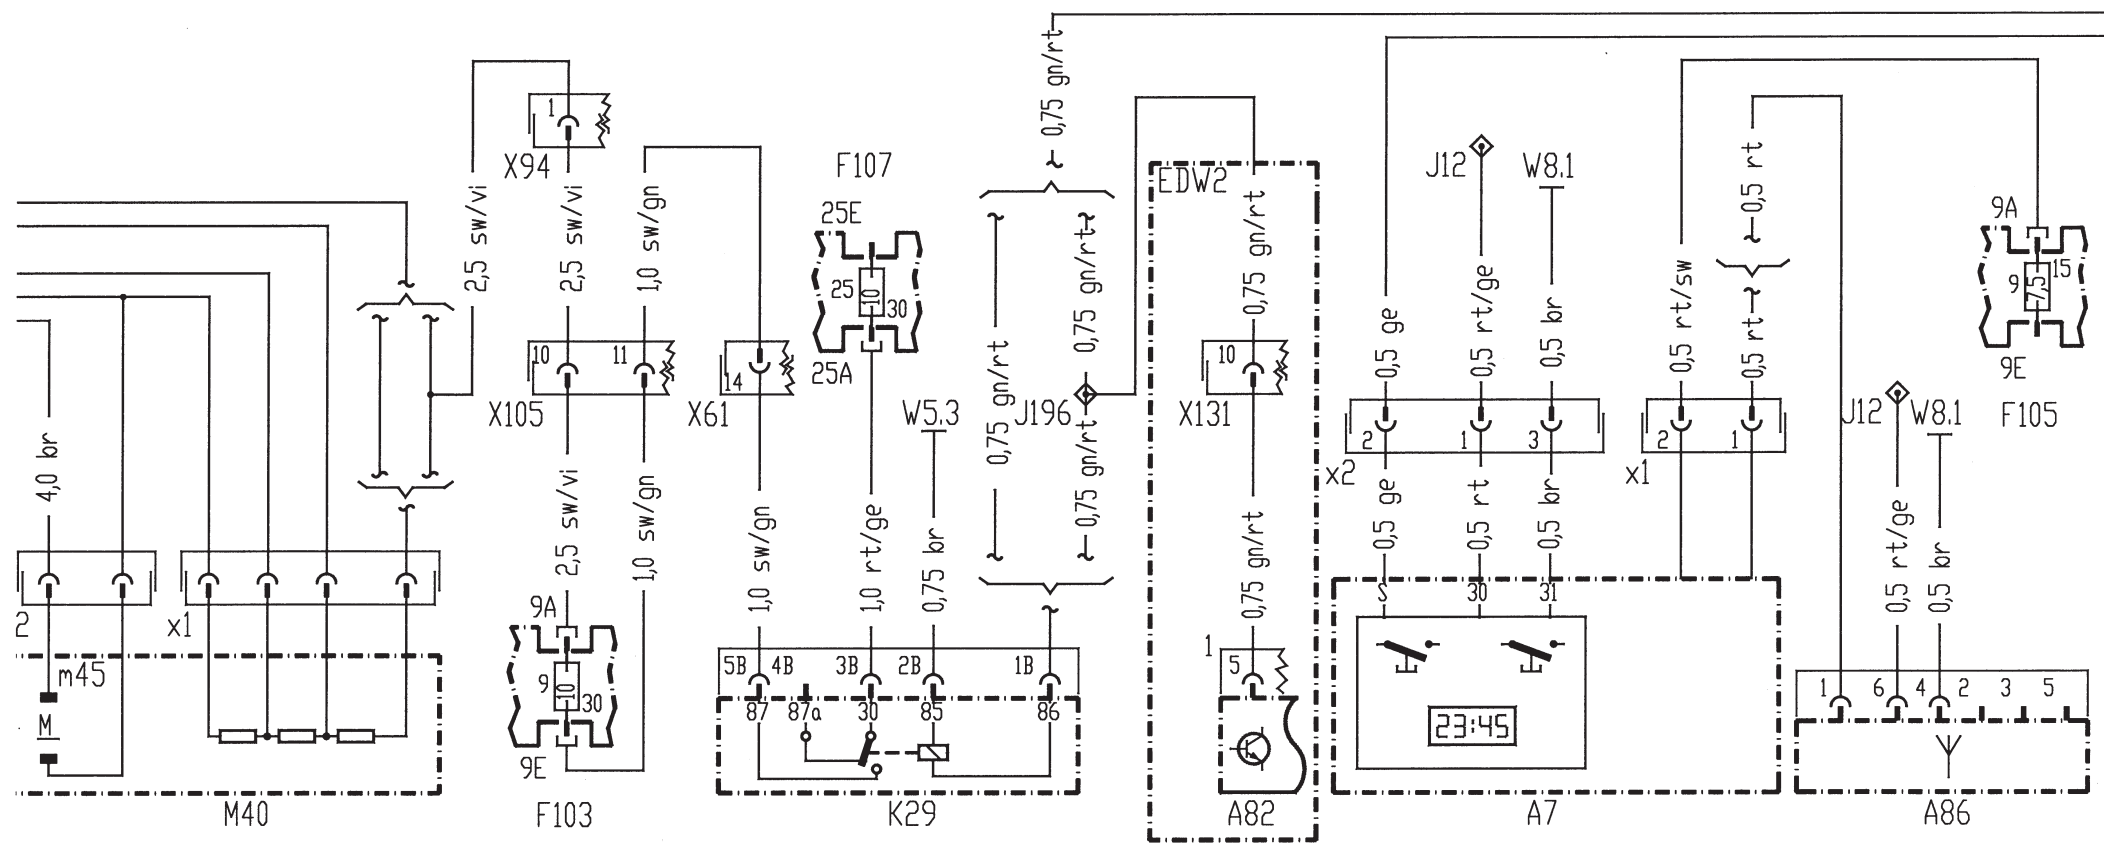 0,75 gn/rt
1
X94
F107
J12
W8.1
EDW2
0,5 rt
2,5 sw/vi
2,5 sw/vi
1,0 sw/gn
25E
25
10
30
25A
0,75 gn/rt
0,75 gn/rt
0,75 gn/rt
9A
15
9
7,5
9E
F105
0,5 ge
0,5 rt/ge
0,5 br
0,5 rt/sw
0,5 rt
10
11
X105
14
X61
W5.3
J196
10
X131
2
1
3
x2
2
1
x1
J12
W8.1
4,0 br
2,5 sw/vi
1,0 sw/gn
1,0 sw/gn
1,0 rt/ge
0,75 br
0,75 gn/rt
0,75 gn/rt
0,5 ge
0,5 rt
0,5 br
0,5 rt/ge
0,5 br
2
x1
9A
9
10
30
9E
F103
5B
4B
3B
2B
1B
87
87a
30
85
86
K29
m45
M
M40
1
5
A82
S
30
31
23:45
A7
1
6
4
2
3
5
A86